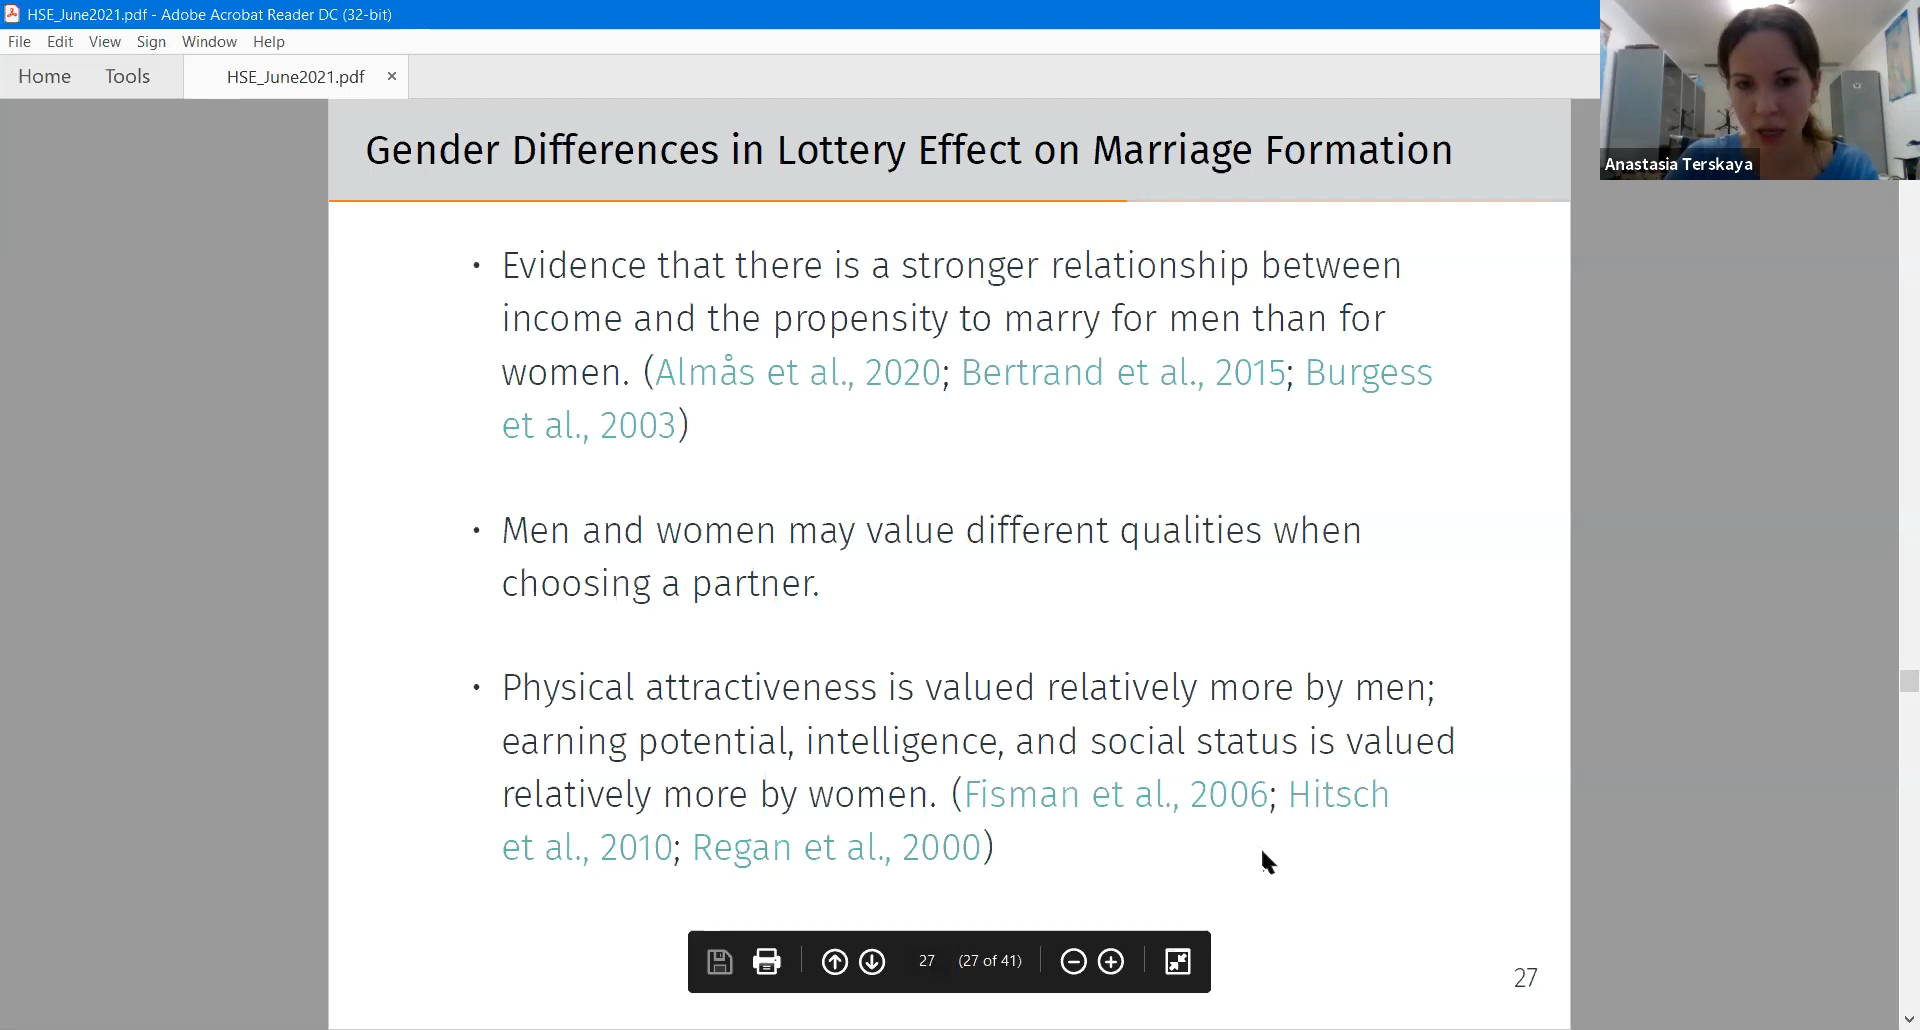 HSE_June2021.pdf - Adobe Acrobat Reader DC (32-bit)
File Edit View Sign Window Help
Home Tools HSE_June2021.pdf ×
Anastasia Terskaya
Gender Differences in Lottery Effect on Marriage Formation
• Evidence that there is a stronger relationship between
income and the propensity to marry for men than for
women. (Almås et al., 2020; Bertrand et al., 2015; Burgess
et al., 2003)
• Men and women may value different qualities when
choosing a partner.
• Physical attractiveness is valued relatively more by men;
earning potential, intelligence, and social status is valued
relatively more by women. (Fisman et al., 2006; Hitsch
et al., 2010; Regan et al., 2000)
27 (27 of 41)
27